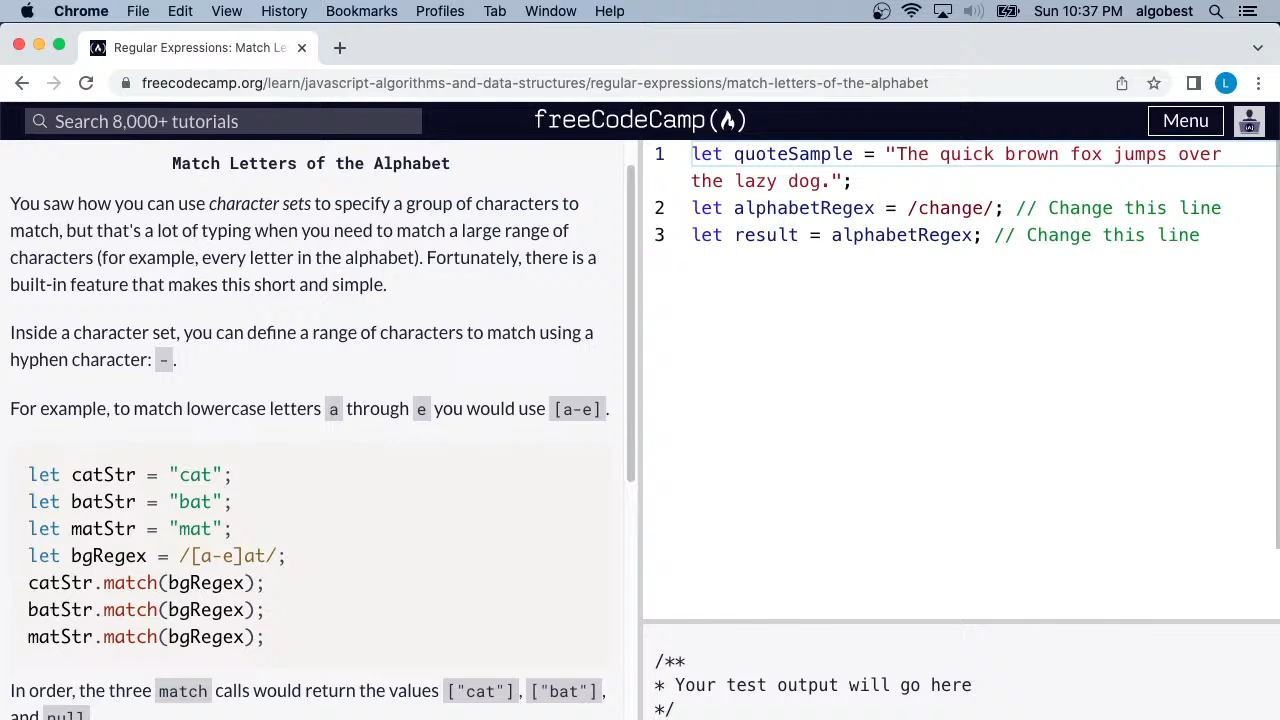 Chrome File Edit View History Bookmarks Profiles Tab Window Help Sun 10:37 PM algobest
Regular Expressions: Match Le
freecodecamp.org/learn/javascript-algorithms-and-data-structures/regular-expressions/match-letters-of-the-alphabet L
Search 8,000+ tutorials freeCodeCamp(🔥) Menu
Match Letters of the Alphabet
You saw how you can use character sets to specify a group of characters to
match, but that's a lot of typing when you need to match a large range of
characters (for example, every letter in the alphabet). Fortunately, there is a
built-in feature that makes this short and simple.
Inside a character set, you can define a range of characters to match using a
hyphen character: -.
For example, to match lowercase letters a through e you would use [a-e].
let catStr = "cat";
let batStr = "bat";
let matStr = "mat";
let bgRegex = /[a-e]at/;
catStr.match(bgRegex);
batStr.match(bgRegex);
matStr.match(bgRegex);
In order, the three match calls would return the values ["cat"], ["bat"],
and null.
1 let quoteSample = "The quick brown fox jumps over
the lazy dog.";
2 let alphabetRegex = /change/; // Change this line
3 let result = alphabetRegex; // Change this line
/**
* Your test output will go here
*/